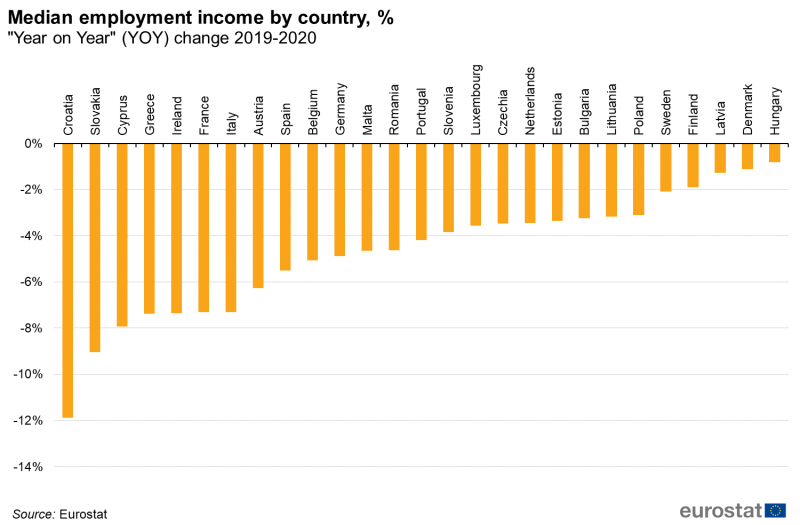 Median employment income by country, %
"Year on Year" (YOY) change 2019-2020
Croatia
Slovakia
Cyprus
Greece
Ireland
France
Italy
Austria
Spain
Belgium
Germany
Malta
Romania
Portugal
Slovenia
Luxembourg
Czechia
Netherlands
Estonia
Bulgaria
Lithuania
Poland
Sweden
Finland
Latvia
Denmark
Hungary
0%
-2%
-4%
-6%
-8%
-10%
-12%
-14%
Source: Eurostat
eurostat